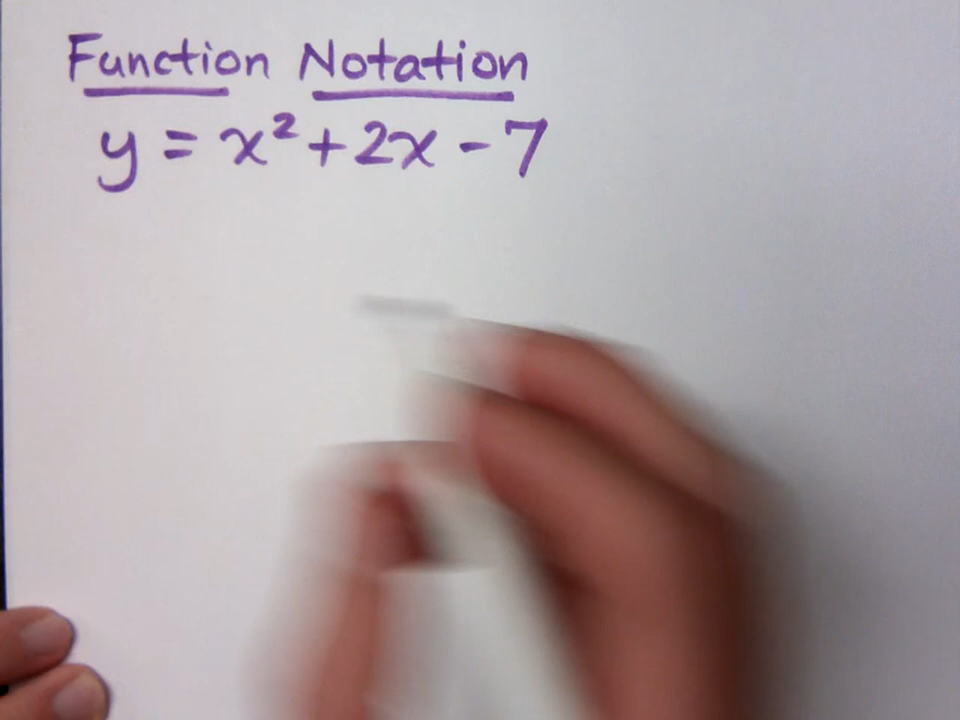 Function Notation
y = x² + 2x - 7